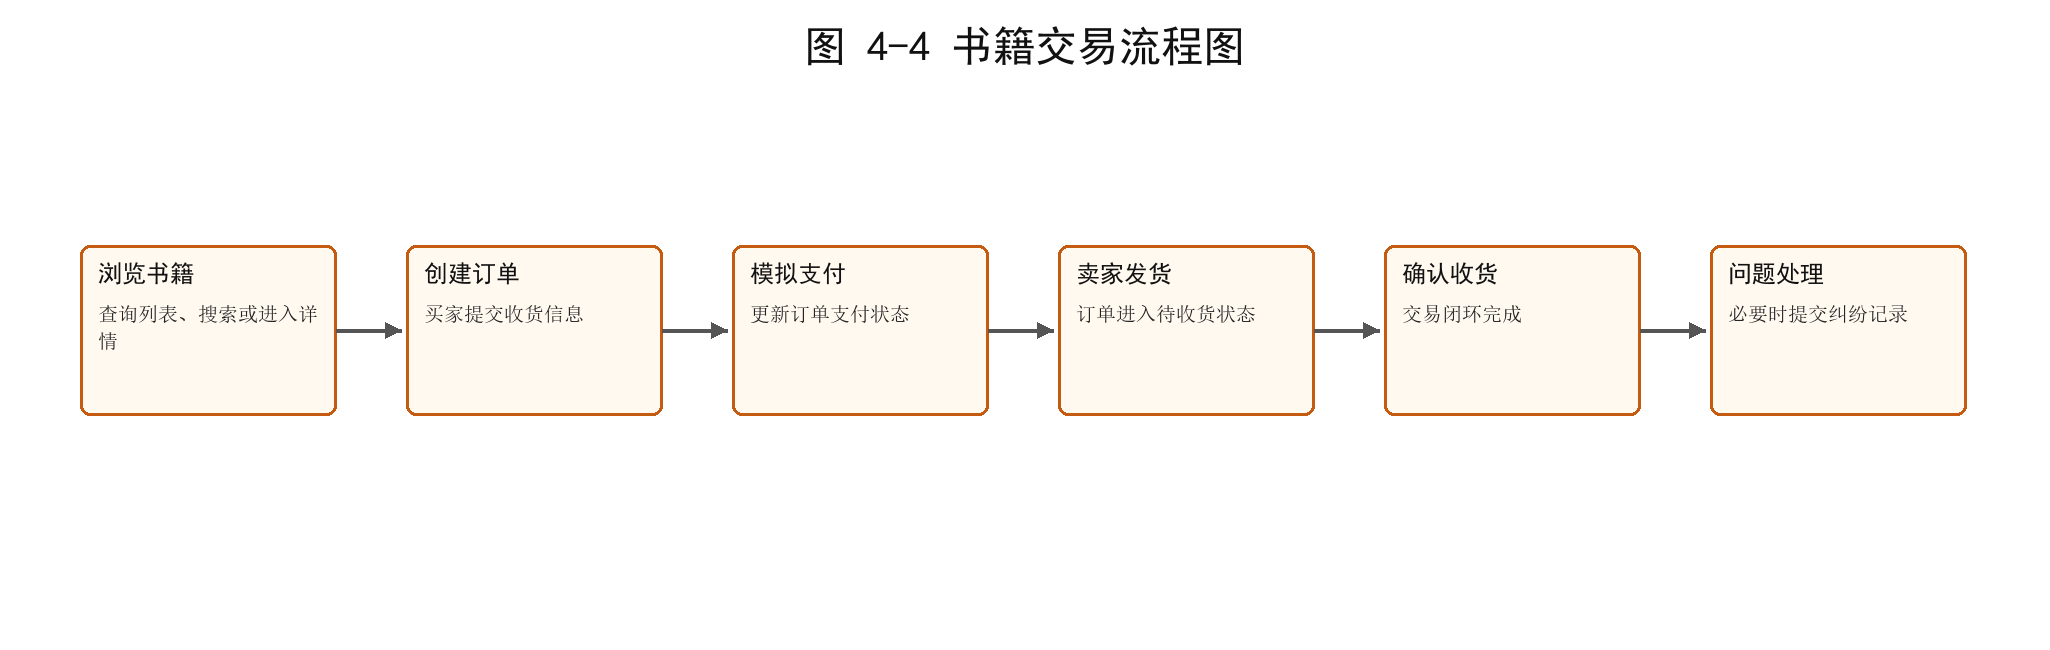 图 4-4 书籍交易流程图
浏览书籍
查询列表、搜索或进入详
情
创建订单
买家提交收货信息
模拟支付
更新订单支付状态
卖家发货
订单进入待收货状态
确认收货
交易闭环完成
问题处理
必要时提交纠纷记录